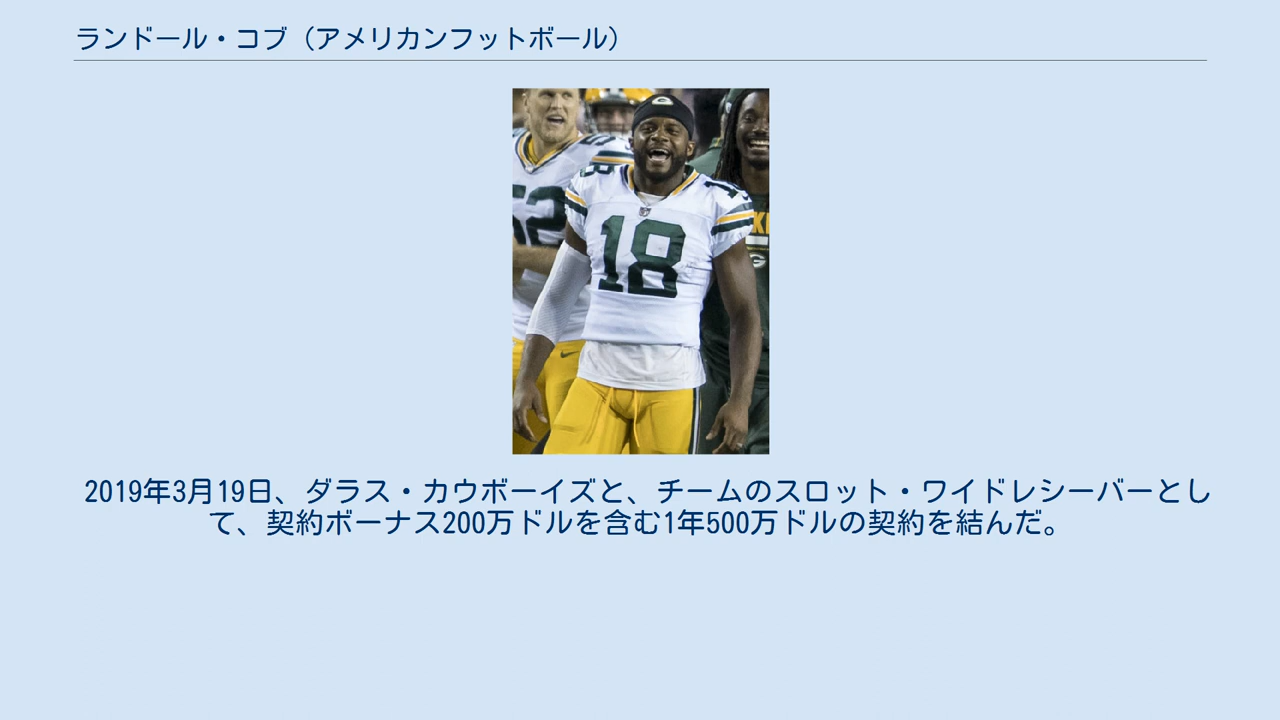 ランドール・コブ（アメリカンフットボール）
18
52
2019年3月19日、ダラス・カウボーイズと、チームのスロット・ワイドレシーバーとし
て、契約ボーナス200万ドルを含む1年500万ドルの契約を結んだ。